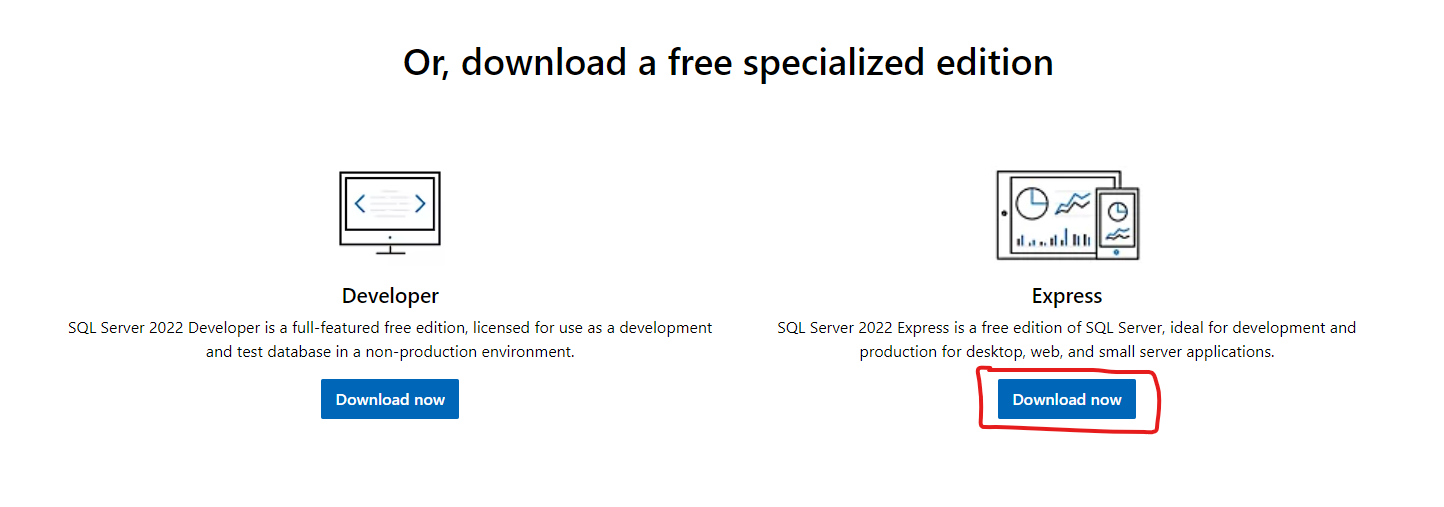 Or, download a free specialized edition
Developer
SQL Server 2022 Developer is a full-featured free edition, licensed for use as a development
and test database in a non-production environment.
Download now
Express
SQL Server 2022 Express is a free edition of SQL Server, ideal for development and
production for desktop, web, and small server applications.
Download now